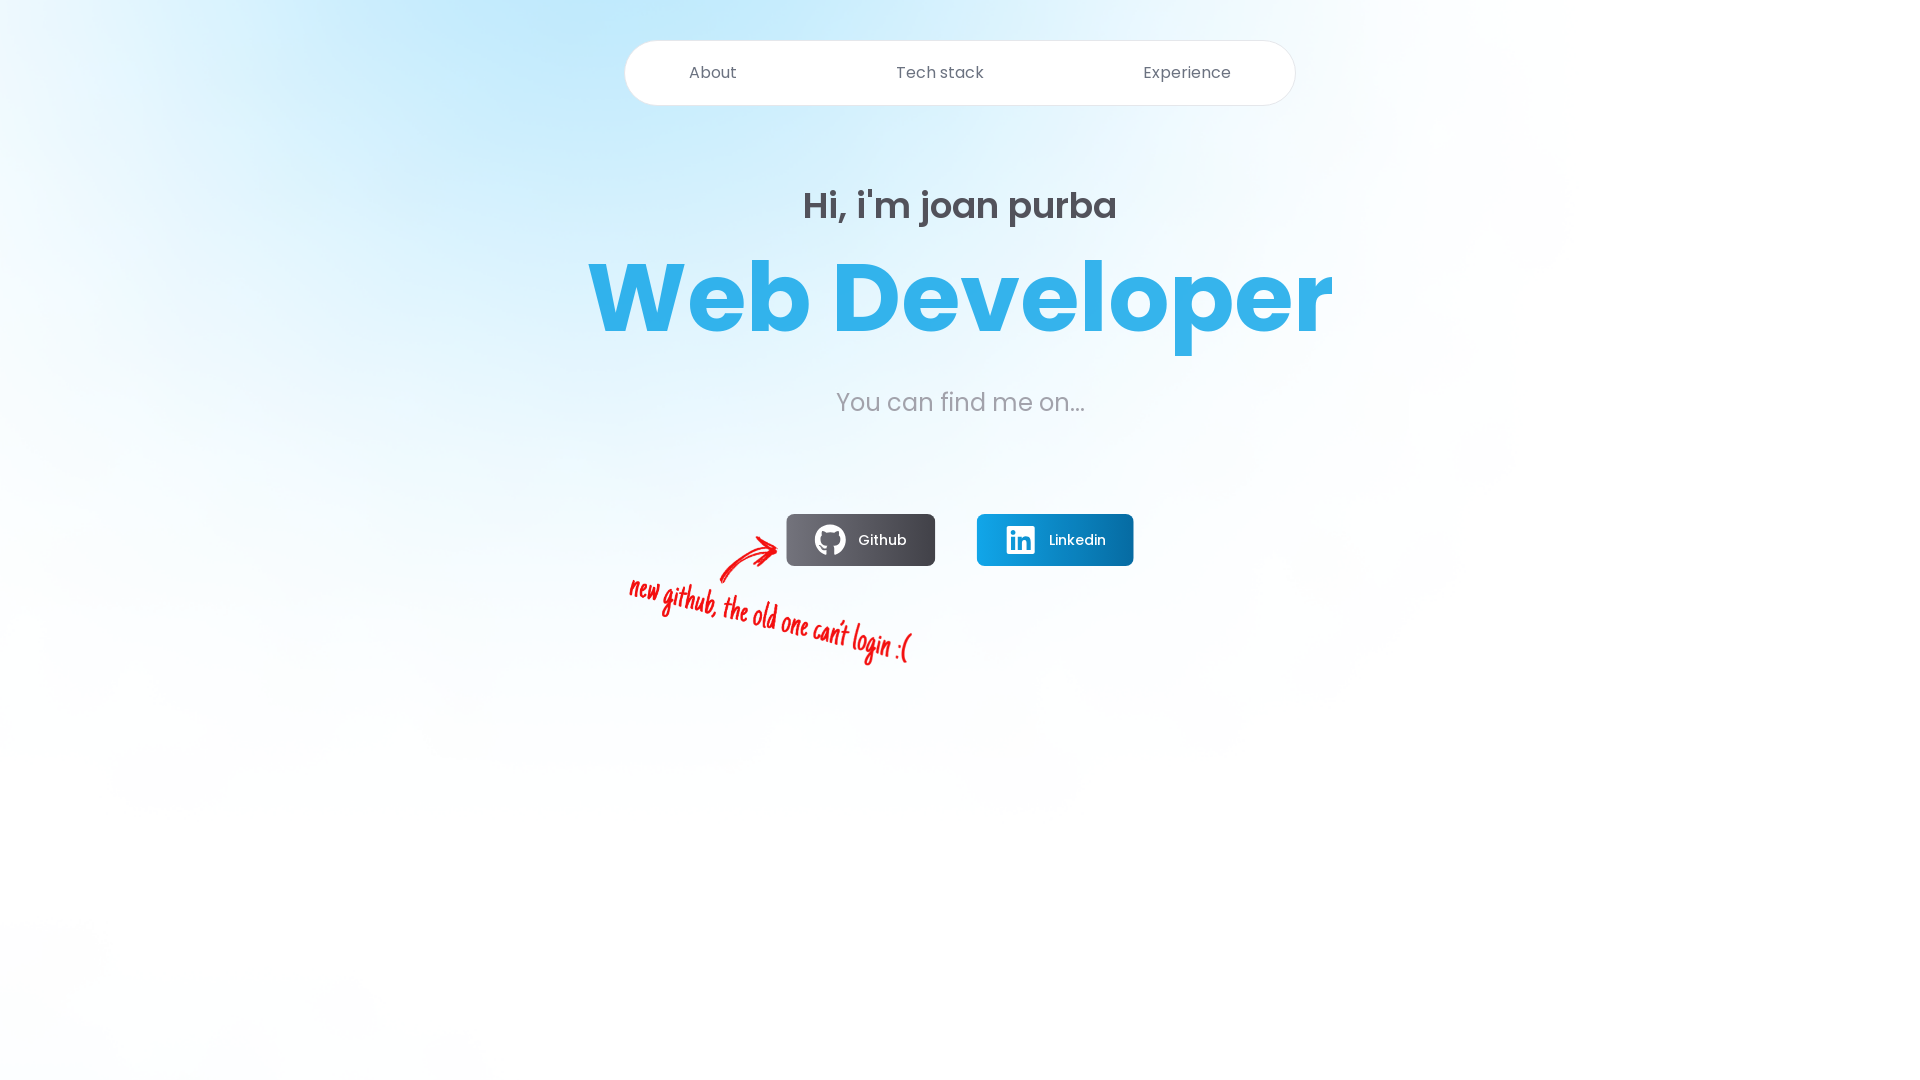 About
Tech stack
Experience
Hi, i'm joan purba
Web Developer
You can find me on...
Github
Linkedin
new github, the old one can't login :(